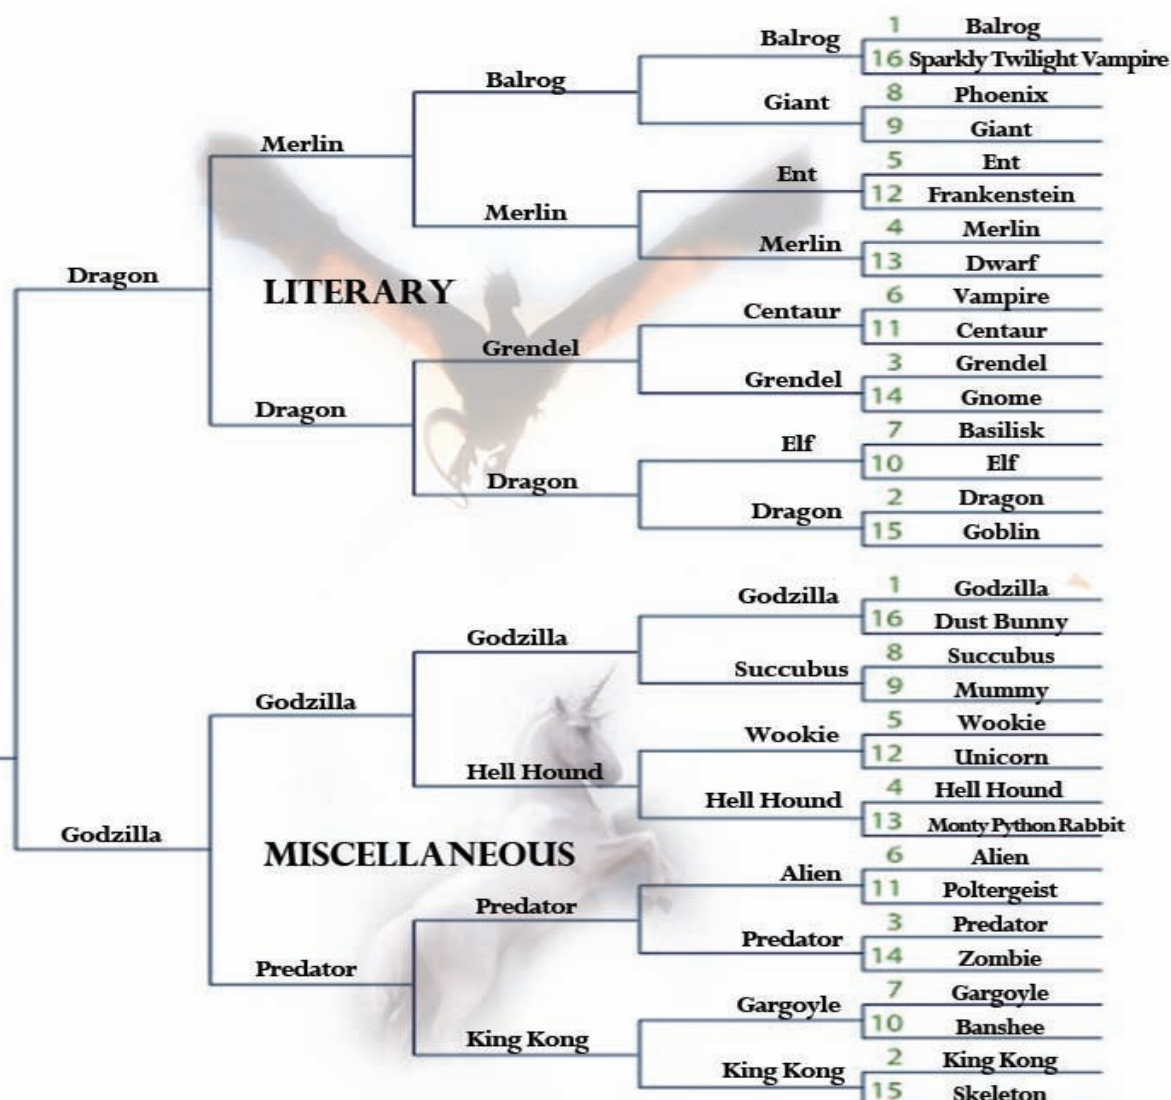 1 Balrog
Balrog
16 Sparkly Twilight Vampire
Balrog
8 Phoenix
Giant
9 Giant
Merlin
5 Ent
Ent
12 Frankenstein
Merlin
4 Merlin
Merlin
13 Dwarf
Dragon
LITERARY
6 Vampire
Centaur
11 Centaur
Grendel
3 Grendel
Grendel
14 Gnome
Dragon
7 Basilisk
Elf
10 Elf
Dragon
2 Dragon
Dragon
15 Goblin
1 Godzilla
Godzilla
16 Dust Bunny
Godzilla
8 Succubus
Succubus
9 Mummy
Godzilla
5 Wookie
Wookie
12 Unicorn
Hell Hound
4 Hell Hound
Hell Hound
13 Monty Python Rabbit
Godzilla
MISCELLANEOUS
6 Alien
Alien
11 Poltergeist
Predator
3 Predator
Predator
14 Zombie
Predator
7 Gargoyle
Gargoyle
10 Banshee
King Kong
2 King Kong
King Kong
15 Skeleton